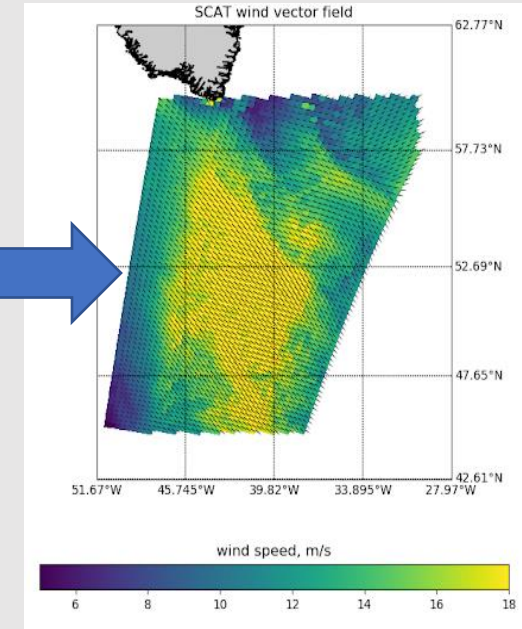 SCAT wind vector field
62.77°N
57.73°N
52.69°N
47.65°N
42.61°N
51.67°W 45.745°W 39.82°W 33.895°W 27.97°W
wind speed, m/s
6 8 10 12 14 16 18